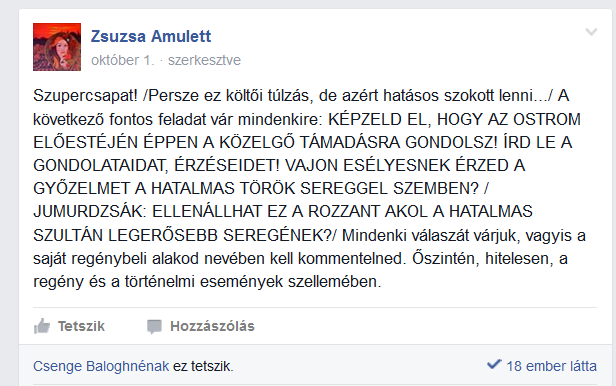 Zsuzsa Amulett
október 1. · szerkesztve
Szupercsapat! /Persze ez költői túlzás, de azért hatásos szokott lenni.../ A
következő fontos feladat vár mindenkire: KÉPZELD EL, HOGY AZ OSTROM
ELŐESTÉJÉN ÉPPEN A KÖZELGŐ TÁMADÁSRA GONDOLSZ! ÍRD LE A
GONDOLATAIDAT, ÉRZÉSEIDET! VAJON ESÉLYESNEK ÉRZED A
GYŐZELMET A HATALMAS TÖRÖK SEREGGEL SZEMBEN? /
JUMURDZSÁK: ELLENÁLLHAT EZ A ROZZANT AKOL A HATALMAS
SZULTÁN LEGERŐSEBB SEREGÉNEK?/ Mindenki válaszát várjuk, vagyis a
saját regénybeli alakod nevében kell kommentelned. Őszintén, hitelesen, a
regény és a történelmi események szellemében.
Tetszik Hozzászólás
Csenge Baloghnénak ez tetszik. 18 ember látta